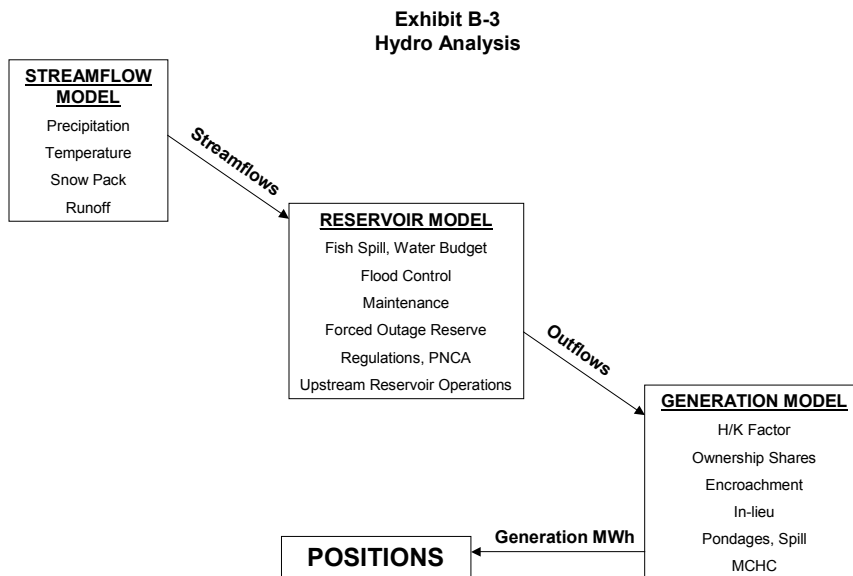 Exhibit B-3
Hydro Analysis
STREAMFLOW
MODEL
Precipitation
Temperature
Snow Pack
Runoff
Streamflows
RESERVOIR MODEL
Fish Spill, Water Budget
Flood Control
Maintenance
Forced Outage Reserve
Regulations, PNCA
Upstream Reservoir Operations
Outflows
GENERATION MODEL
H/K Factor
Ownership Shares
Encroachment
In-lieu
Pondages, Spill
MCHC
Generation MWh
POSITIONS